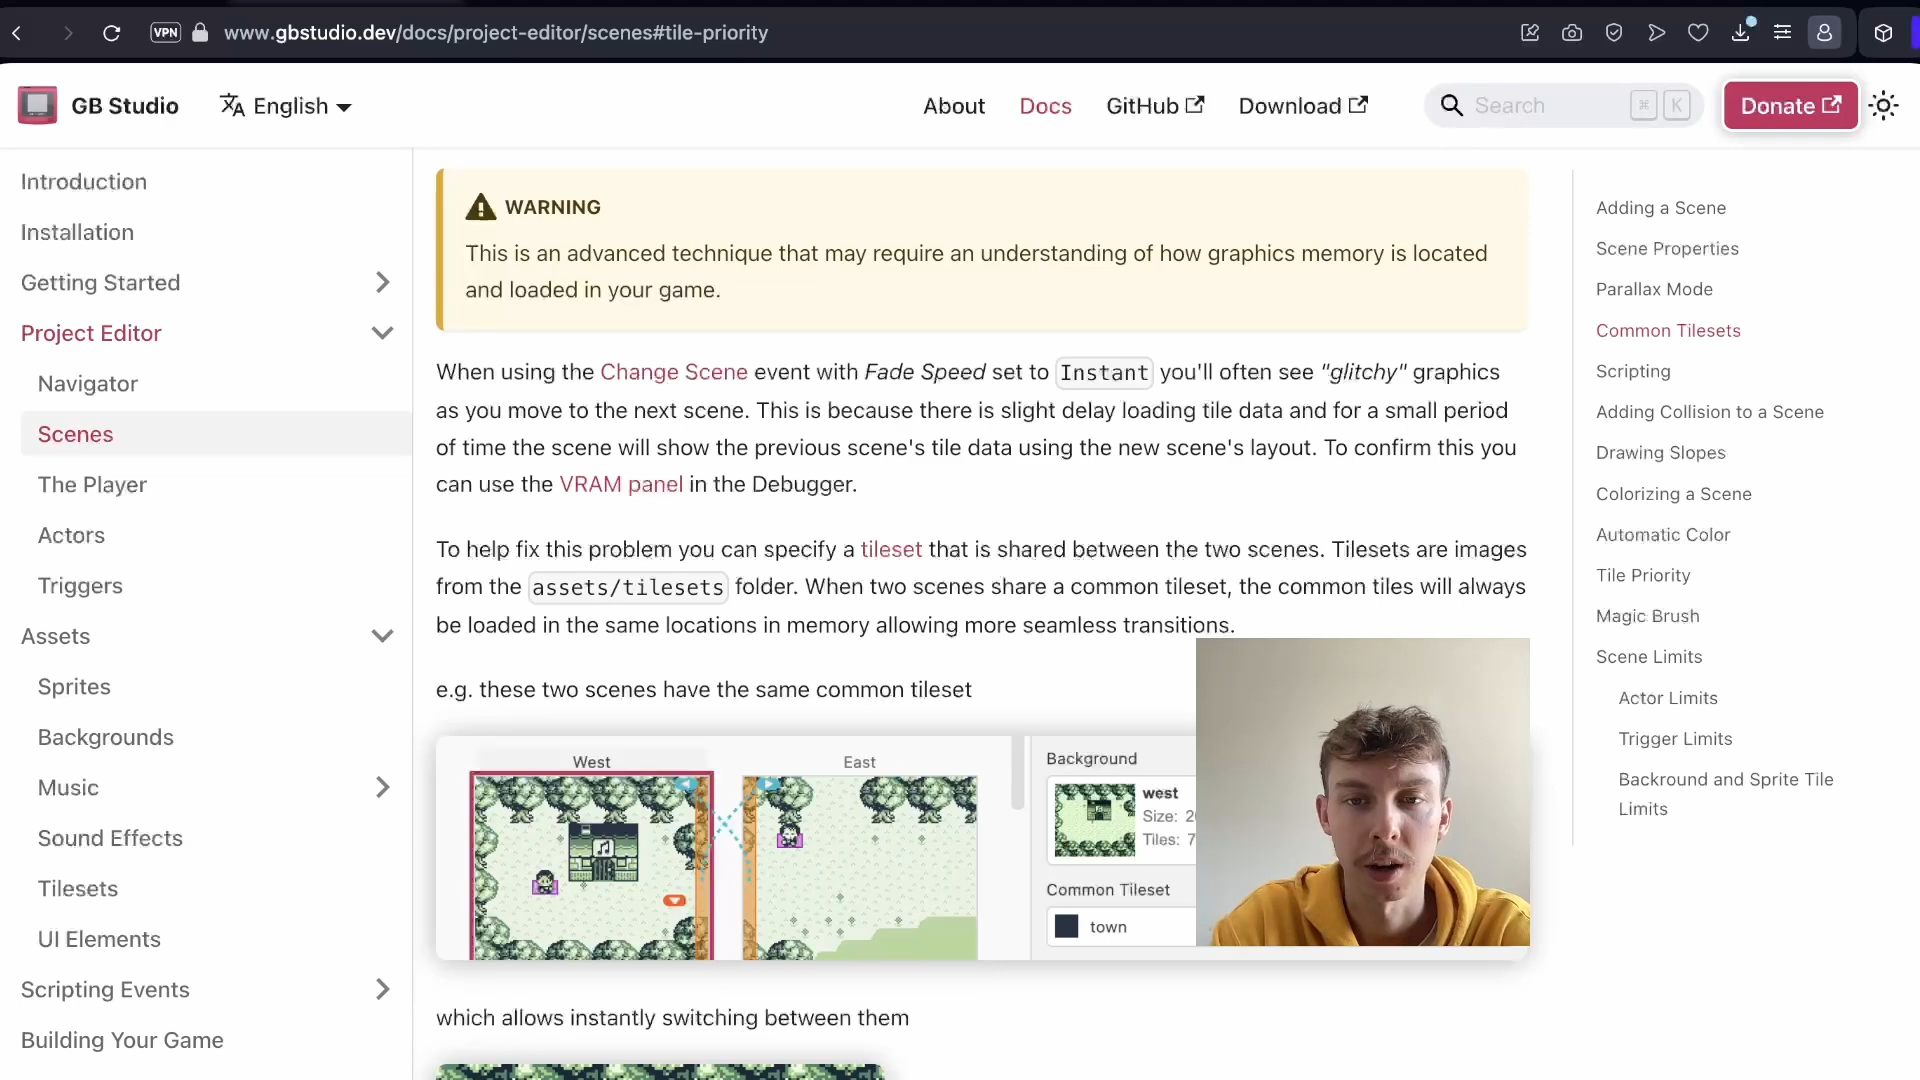 VPN
www.gbstudio.dev/docs/project-editor/scenes#tile-priority
GB Studio
English
About
Docs
GitHub
Download
Search
⌘ K
Donate
Introduction
Installation
Getting Started
Project Editor
Navigator
Scenes
The Player
Actors
Triggers
Assets
Sprites
Backgrounds
Music
Sound Effects
Tilesets
UI Elements
Scripting Events
Building Your Game
WARNING
This is an advanced technique that may require an understanding of how graphics memory is located
and loaded in your game.
When using the Change Scene event with Fade Speed set to Instant you'll often see "glitchy" graphics
as you move to the next scene. This is because there is slight delay loading tile data and for a small period
of time the scene will show the previous scene's tile data using the new scene's layout. To confirm this you
can use the VRAM panel in the Debugger.
To help fix this problem you can specify a tileset that is shared between the two scenes. Tilesets are images
from the assets/tilesets folder. When two scenes share a common tileset, the common tiles will always
be loaded in the same locations in memory allowing more seamless transitions.
e.g. these two scenes have the same common tileset
West
East
Background
west
Size: 2
Tiles: 7
Common Tileset
town
which allows instantly switching between them
Adding a Scene
Scene Properties
Parallax Mode
Common Tilesets
Scripting
Adding Collision to a Scene
Drawing Slopes
Colorizing a Scene
Automatic Color
Tile Priority
Magic Brush
Scene Limits
Actor Limits
Trigger Limits
Backround and Sprite Tile
Limits